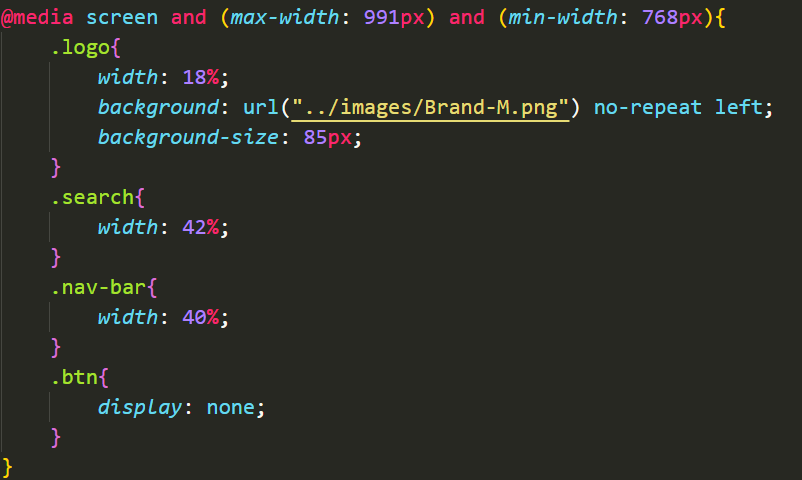 @media screen and (max-width: 991px) and (min-width: 768px){
    .logo{
        width: 18%;
        background: url("../images/Brand-M.png") no-repeat left;
        background-size: 85px;
    }
    .search{
        width: 42%;
    }
    .nav-bar{
        width: 40%;
    }
    .btn{
        display: none;
    }
}